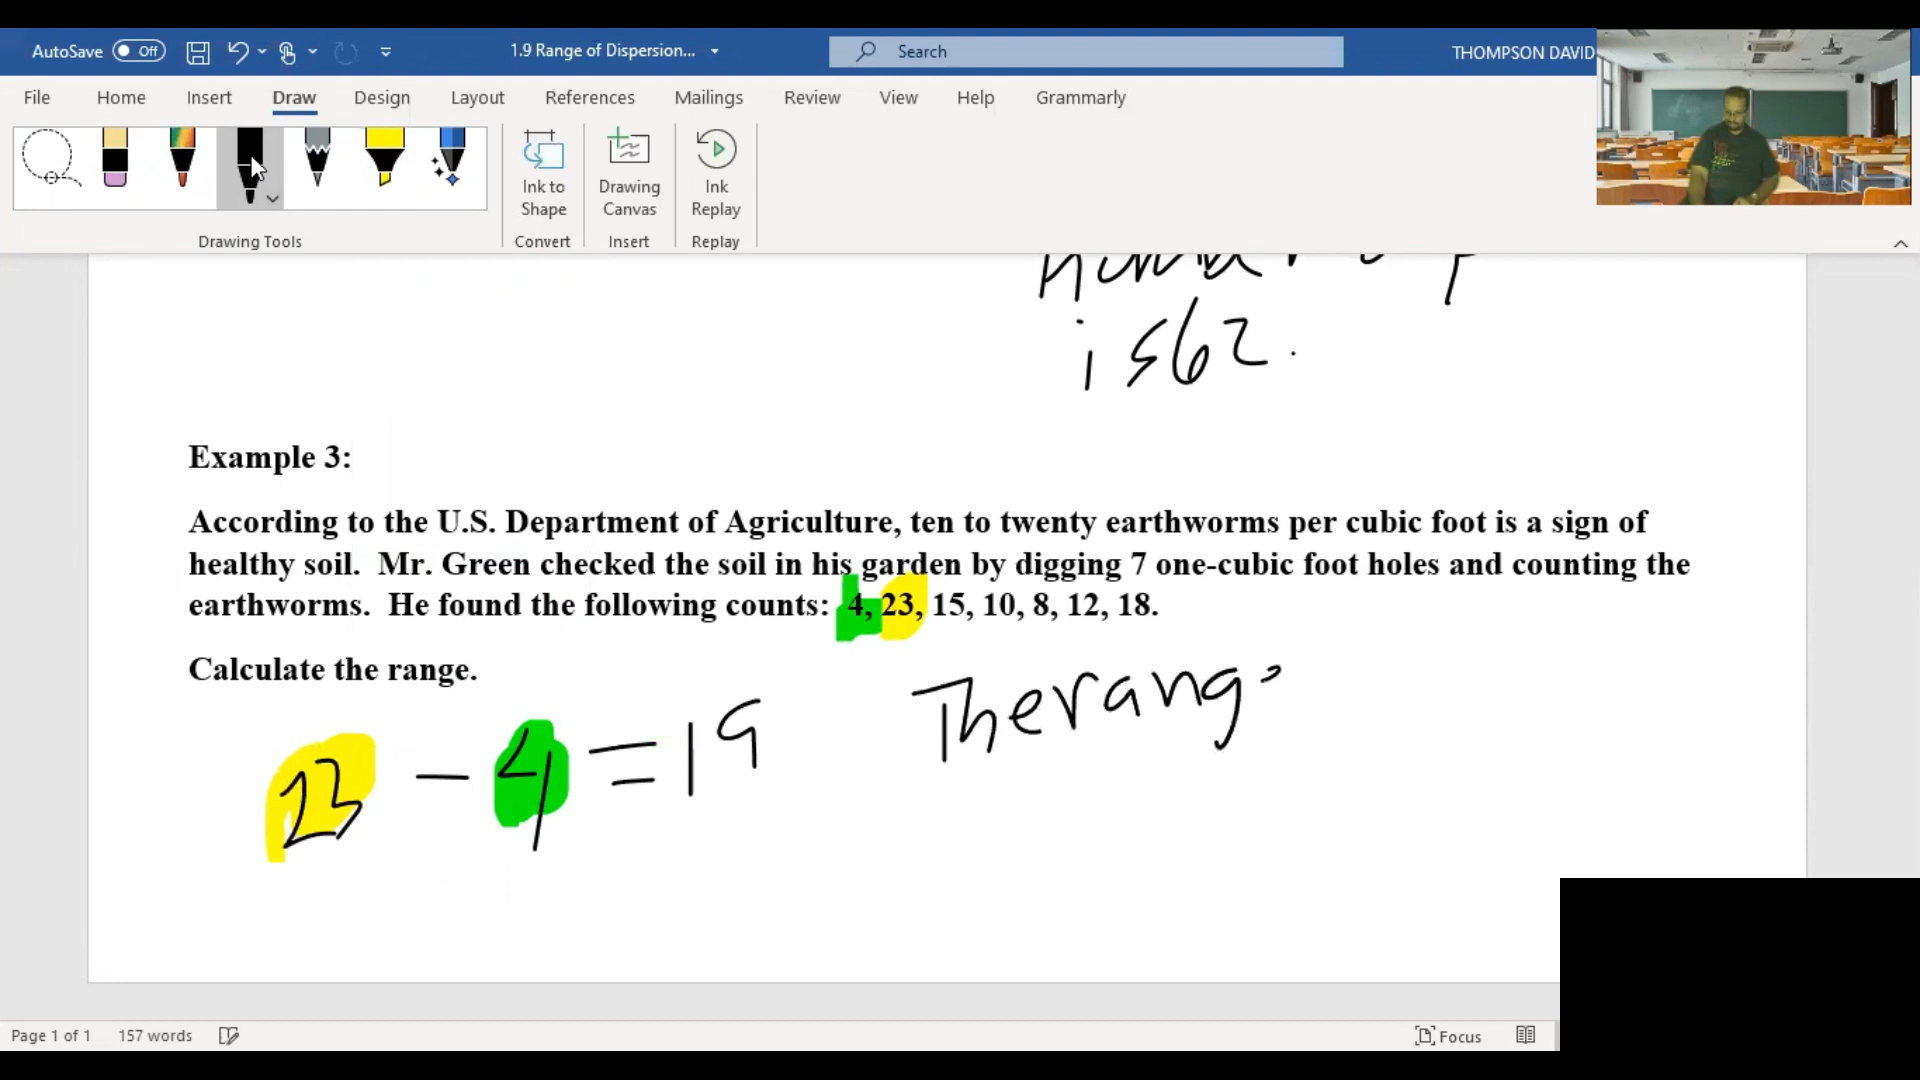 AutoSave Off 1.9 Range of Dispersion... Search THOMPSON DAVID
File Home Insert Draw Design Layout References Mailings Review View Help Grammarly
Ink to Shape Drawing Canvas Ink Replay
Drawing Tools Convert Insert Replay
is 62.
Example 3:
According to the U.S. Department of Agriculture, ten to twenty earthworms per cubic foot is a sign of
healthy soil. Mr. Green checked the soil in his garden by digging 7 one-cubic foot holes and counting the
earthworms. He found the following counts: 4, 23, 15, 10, 8, 12, 18.
Calculate the range.
The rang
23 - 4 = 19
Page 1 of 1 157 words Focus